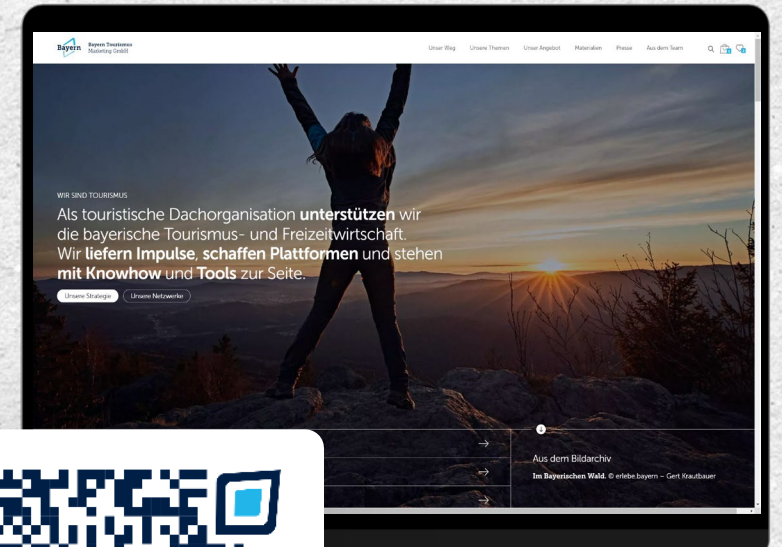 Bayern
Bayern Tourismus
Marketing GmbH
Unser Weg Unsere Themen Unser Angebot Materialien Presse Aus dem Team
WIR SIND TOURISMUS
Als touristische Dachorganisation unterstützen wir
die bayerische Tourismus- und Freizeitwirtschaft.
Wir liefern Impulse, schaffen Plattformen und stehen
mit Knowhow und Tools zur Seite.
Unsere Strategie Unsere Netzwerke
Aus dem Bildarchiv
Im Bayerischen Wald. © erlebe.bayern – Gert Krautbauer